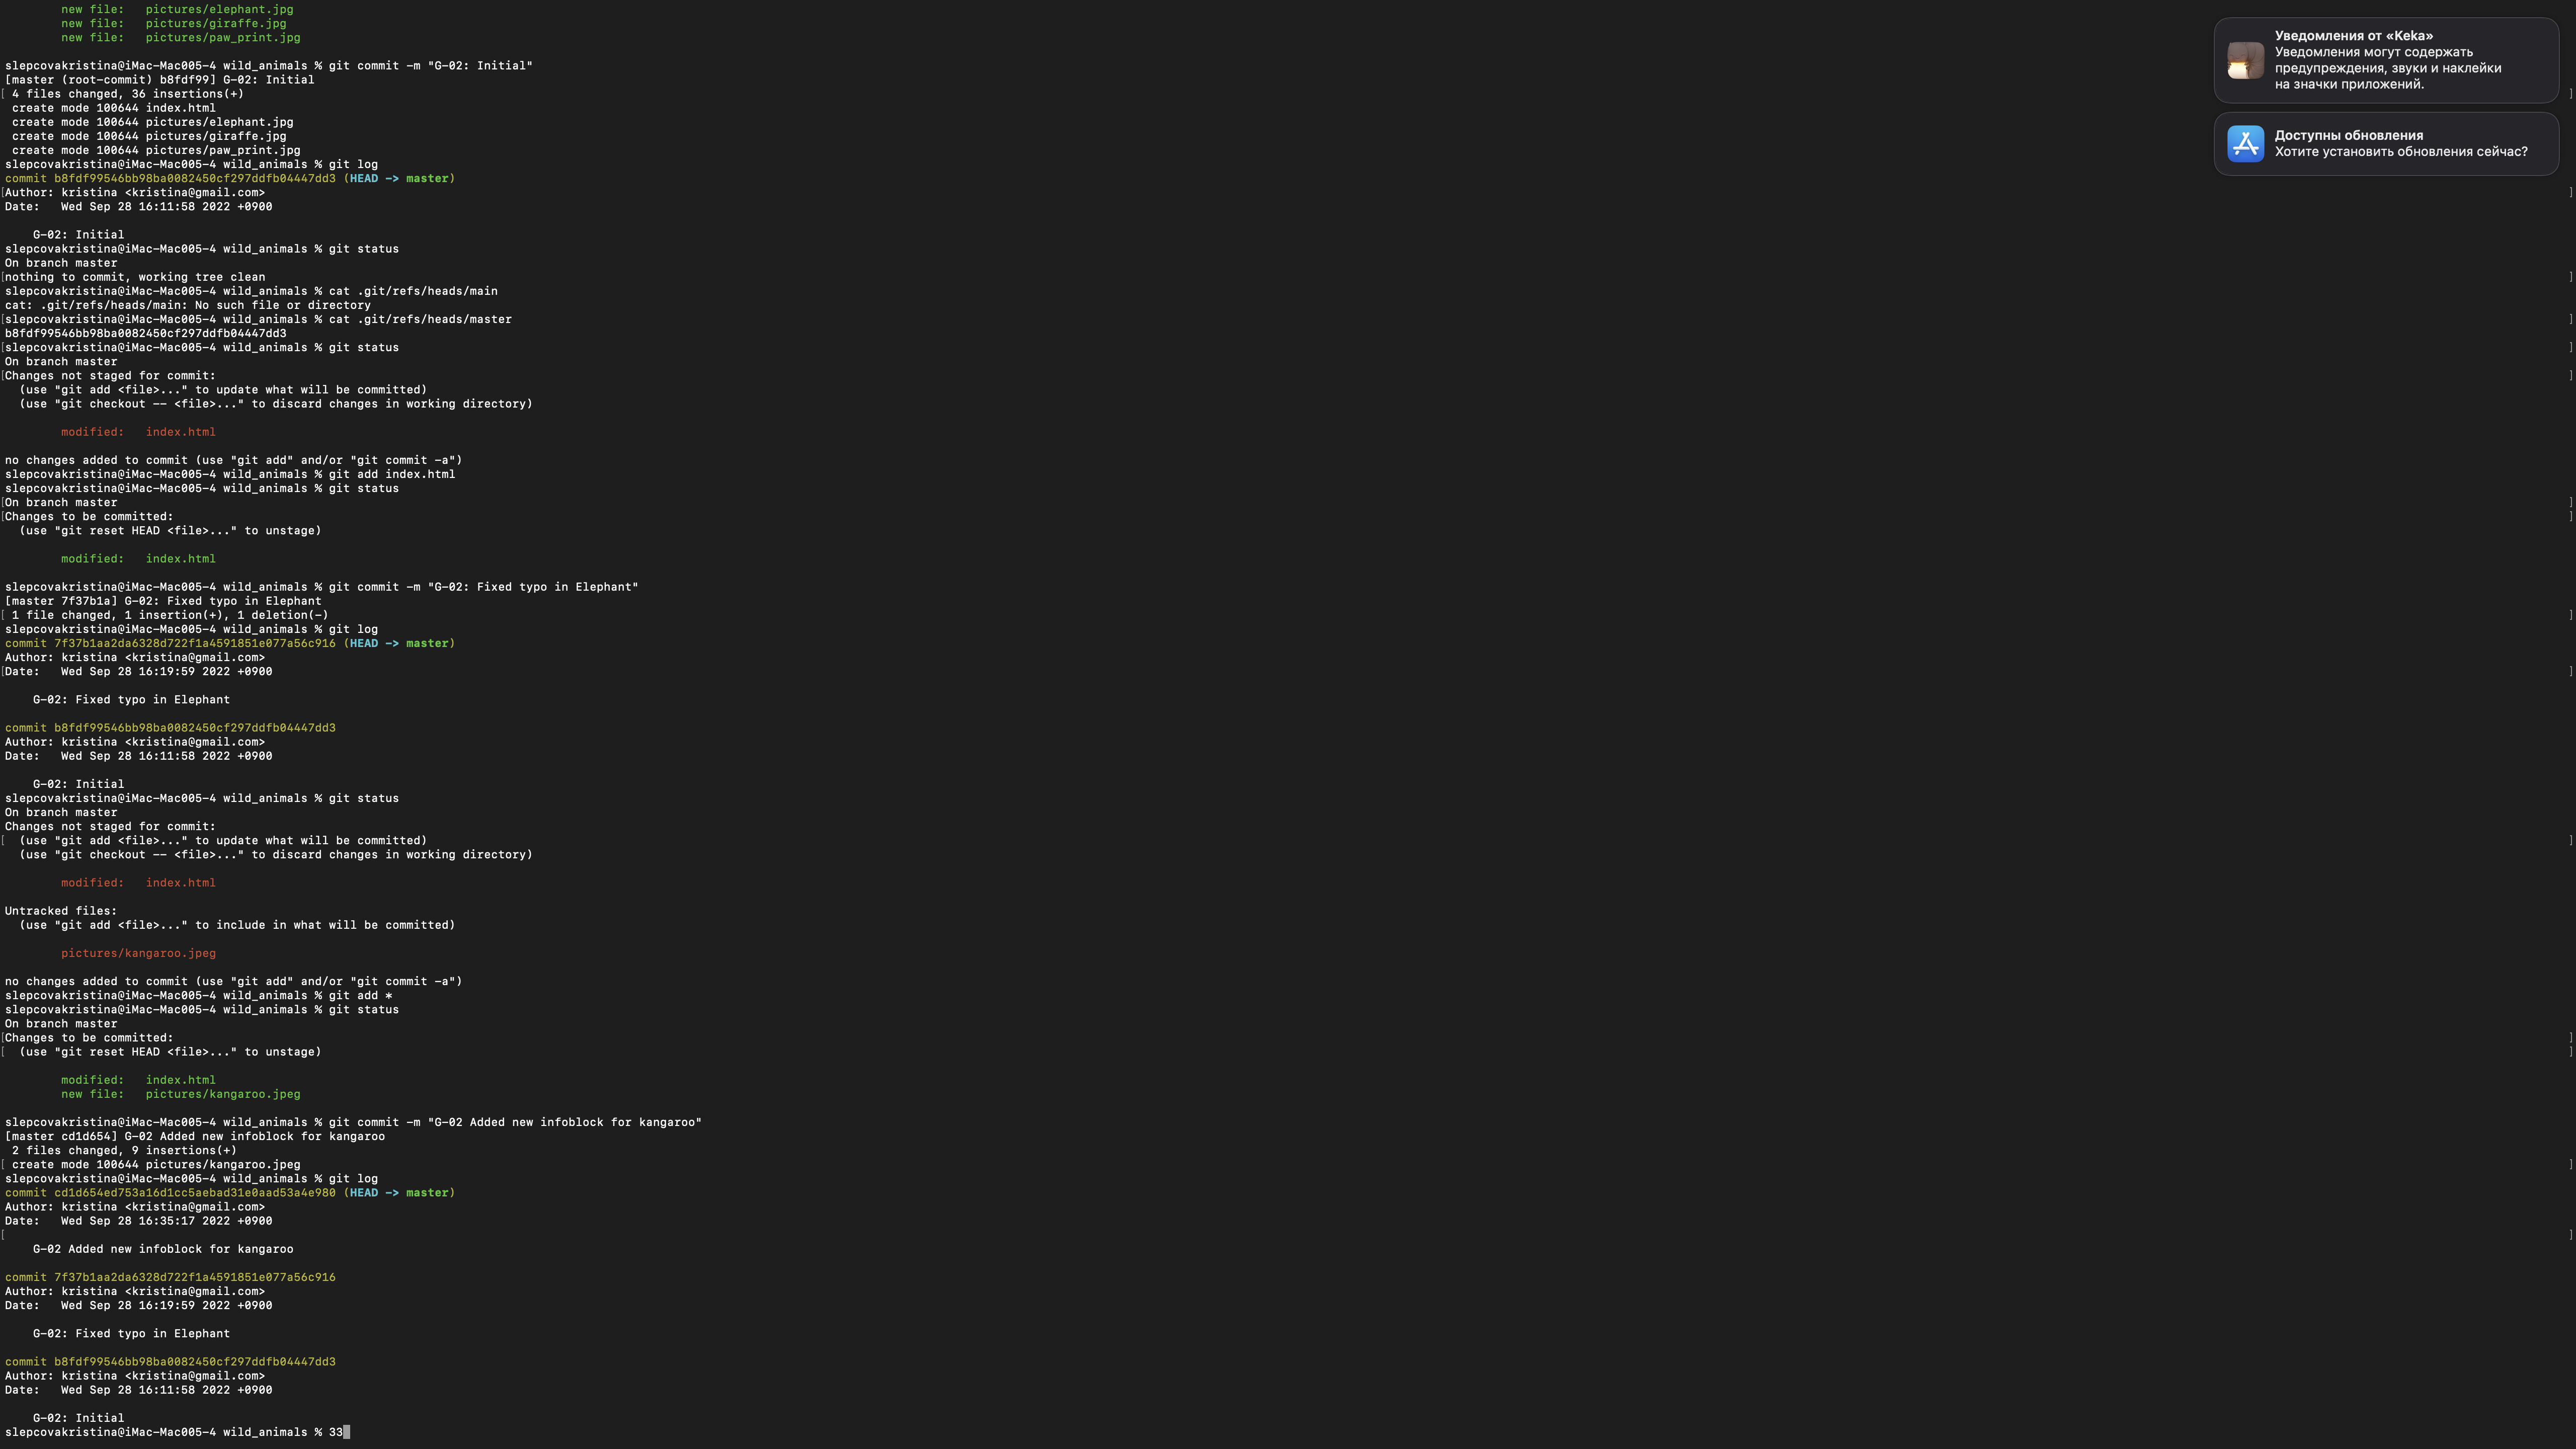 new file:   pictures/elephant.jpg
new file:   pictures/giraffe.jpg
new file:   pictures/paw_print.jpg
slepcovakristina@iMac-Mac005-4 wild_animals % git commit -m "G-02: Initial"
[master (root-commit) b8fdf99] G-02: Initial
[ 4 files changed, 36 insertions(+) ]
create mode 100644 index.html
create mode 100644 pictures/elephant.jpg
create mode 100644 pictures/giraffe.jpg
create mode 100644 pictures/paw_print.jpg
slepcovakristina@iMac-Mac005-4 wild_animals % git log
commit b8fdf99546bb98ba0082450cf297ddfb04447dd3 (HEAD -> master)
[Author: kristina <kristina@gmail.com> ]
Date:   Wed Sep 28 16:11:58 2022 +0900
G-02: Initial
slepcovakristina@iMac-Mac005-4 wild_animals % git status
On branch master
[nothing to commit, working tree clean ]
slepcovakristina@iMac-Mac005-4 wild_animals % cat .git/refs/heads/main
cat: .git/refs/heads/main: No such file or directory
[slepcovakristina@iMac-Mac005-4 wild_animals % cat .git/refs/heads/master ]
b8fdf99546bb98ba0082450cf297ddfb04447dd3
[slepcovakristina@iMac-Mac005-4 wild_animals % git status ]
On branch master
[Changes not staged for commit: ]
(use "git add <file>..." to update what will be committed)
(use "git checkout -- <file>..." to discard changes in working directory)
modified:   index.html
no changes added to commit (use "git add" and/or "git commit -a")
slepcovakristina@iMac-Mac005-4 wild_animals % git add index.html
slepcovakristina@iMac-Mac005-4 wild_animals % git status
[On branch master ]
[Changes to be committed: ]
(use "git reset HEAD <file>..." to unstage)
modified:   index.html
slepcovakristina@iMac-Mac005-4 wild_animals % git commit -m "G-02: Fixed typo in Elephant"
[master 7f37b1a] G-02: Fixed typo in Elephant
[ 1 file changed, 1 insertion(+), 1 deletion(-) ]
slepcovakristina@iMac-Mac005-4 wild_animals % git log
commit 7f37b1aa2da6328d722f1a4591851e077a56c916 (HEAD -> master)
Author: kristina <kristina@gmail.com>
[Date:   Wed Sep 28 16:19:59 2022 +0900 ]
G-02: Fixed typo in Elephant
commit b8fdf99546bb98ba0082450cf297ddfb04447dd3
Author: kristina <kristina@gmail.com>
Date:   Wed Sep 28 16:11:58 2022 +0900
G-02: Initial
slepcovakristina@iMac-Mac005-4 wild_animals % git status
On branch master
Changes not staged for commit:
[  (use "git add <file>..." to update what will be committed) ]
(use "git checkout -- <file>..." to discard changes in working directory)
modified:   index.html
Untracked files:
(use "git add <file>..." to include in what will be committed)
pictures/kangaroo.jpeg
no changes added to commit (use "git add" and/or "git commit -a")
slepcovakristina@iMac-Mac005-4 wild_animals % git add *
slepcovakristina@iMac-Mac005-4 wild_animals % git status
On branch master
[Changes to be committed: ]
[  (use "git reset HEAD <file>..." to unstage) ]
modified:   index.html
new file:   pictures/kangaroo.jpeg
slepcovakristina@iMac-Mac005-4 wild_animals % git commit -m "G-02 Added new infoblock for kangaroo"
[master cd1d654] G-02 Added new infoblock for kangaroo
2 files changed, 9 insertions(+)
[ create mode 100644 pictures/kangaroo.jpeg ]
slepcovakristina@iMac-Mac005-4 wild_animals % git log
commit cd1d654ed753a16d1cc5aebad31e0aad53a4e980 (HEAD -> master)
Author: kristina <kristina@gmail.com>
Date:   Wed Sep 28 16:35:17 2022 +0900
[ ]
G-02 Added new infoblock for kangaroo
commit 7f37b1aa2da6328d722f1a4591851e077a56c916
Author: kristina <kristina@gmail.com>
Date:   Wed Sep 28 16:19:59 2022 +0900
G-02: Fixed typo in Elephant
commit b8fdf99546bb98ba0082450cf297ddfb04447dd3
Author: kristina <kristina@gmail.com>
Date:   Wed Sep 28 16:11:58 2022 +0900
G-02: Initial
slepcovakristina@iMac-Mac005-4 wild_animals % 33
Уведомления от «Keka»
Уведомления могут содержать
предупреждения, звуки и наклейки
на значки приложений.
Доступны обновления
Хотите установить обновления сейчас?